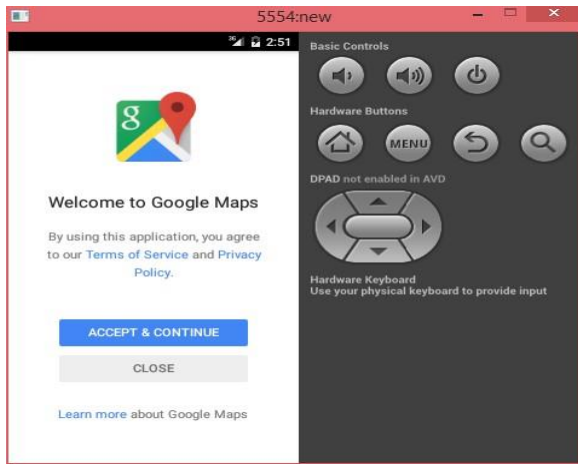 5554:new
3G 2:51
g
Welcome to Google Maps
By using this application, you agree
to our Terms of Service and Privacy
Policy.
ACCEPT & CONTINUE
CLOSE
Learn more about Google Maps
Basic Controls
Hardware Buttons
MENU
DPAD not enabled in AVD
Hardware Keyboard
Use your physical keyboard to provide input